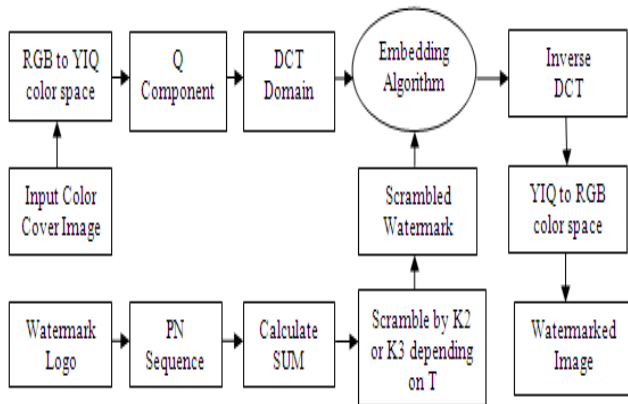 RGB to YIQ
color space
Q
Component
DCT
Domain
Embedding
Algorithm
Inverse
DCT
Input Color
Cover Image
Scrambled
Watermark
YIQ to RGB
color space
Watermark
Logo
PN
Sequence
Calculate
SUM
Scramble by K2
or K3 depending
on T
Watermarked
Image